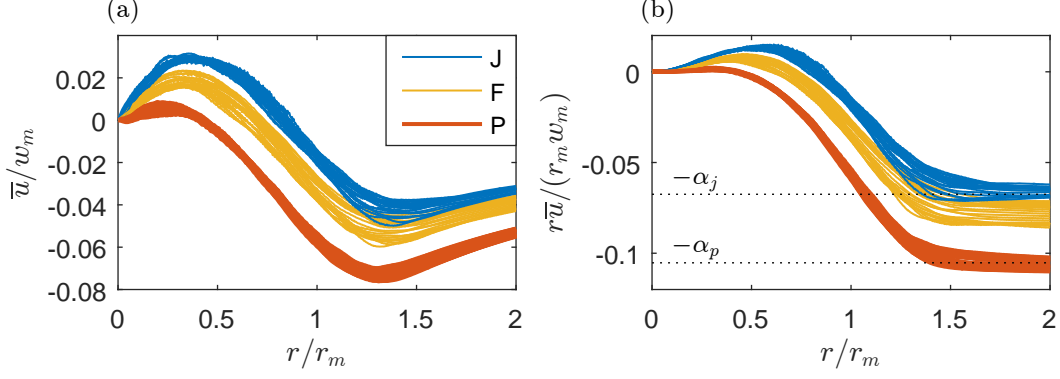 (a)
0.02
0
-0.02
-0.04
-0.06
-0.08
u̅/w_m
J
F
P
0
0.5
1
1.5
2
r/r_m
(b)
0
-0.05
-0.1
ru̅/(r_m w_m)
−α_j
−α_p
0
0.5
1
1.5
2
r/r_m